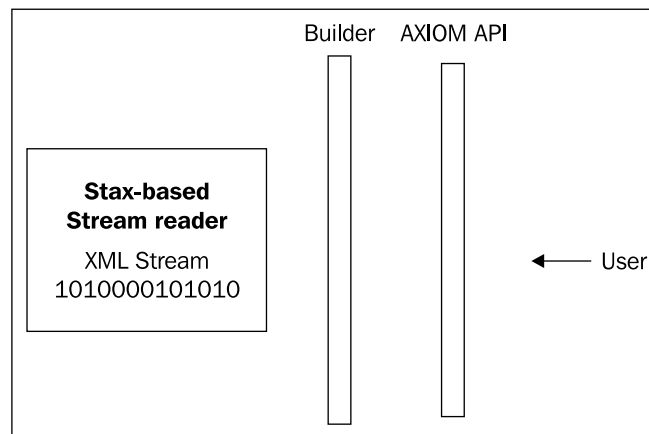 Builder AXIOM API
Stax-based
Stream reader
XML Stream
1010000101010
User